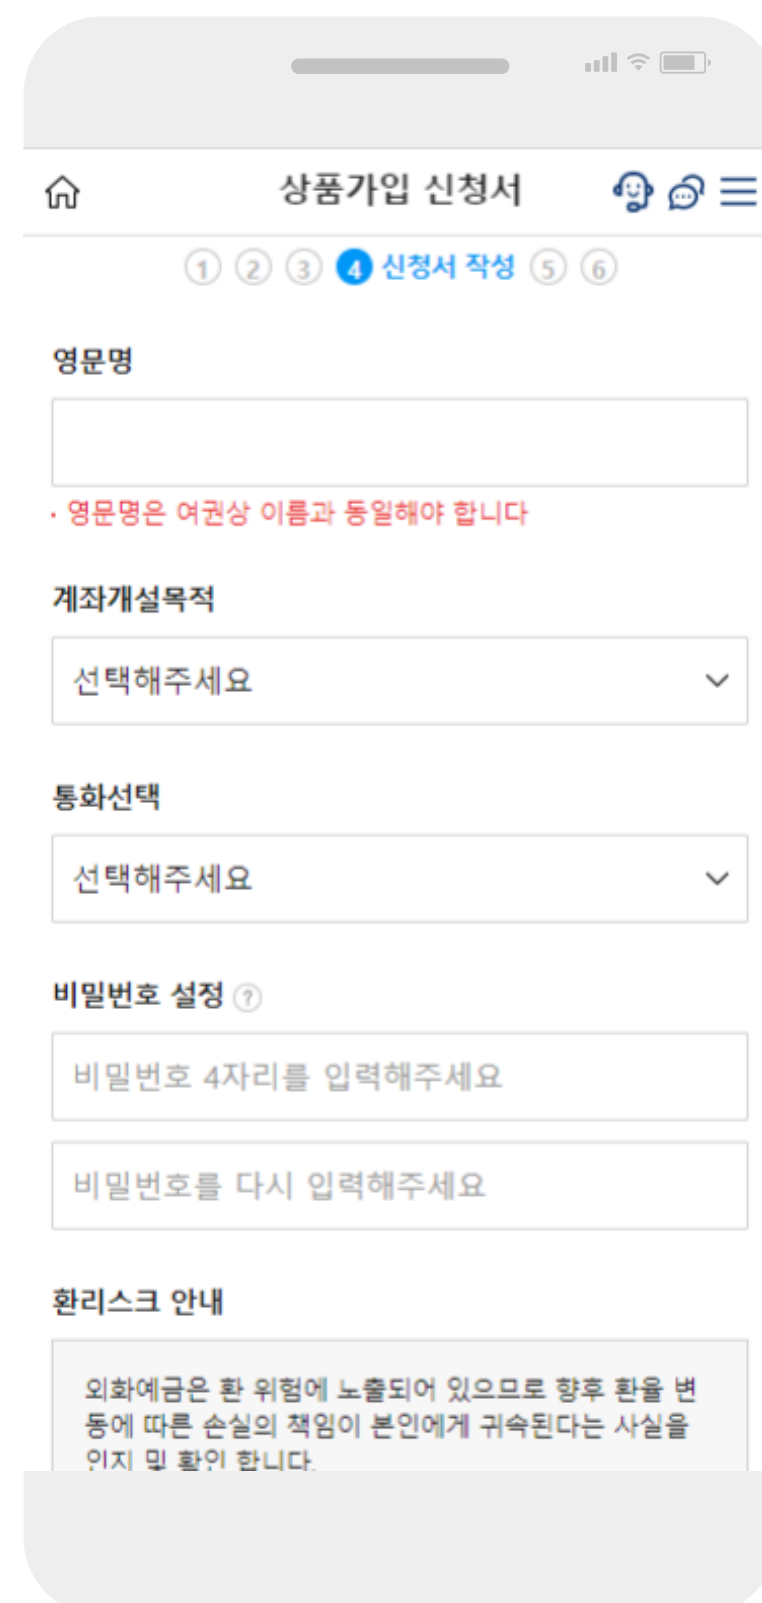 상품가입 신청서
1 2 3 4 신청서 작성 5 6
영문명
· 영문명은 여권상 이름과 동일해야 합니다
계좌개설목적
선택해주세요
통화선택
선택해주세요
비밀번호 설정 ?
비밀번호 4자리를 입력해주세요
비밀번호를 다시 입력해주세요
환리스크 안내
외화예금은 환 위험에 노출되어 있으므로 향후 환율 변
동에 따른 손실의 책임이 본인에게 귀속된다는 사실을
인지 및 확인 합니다.